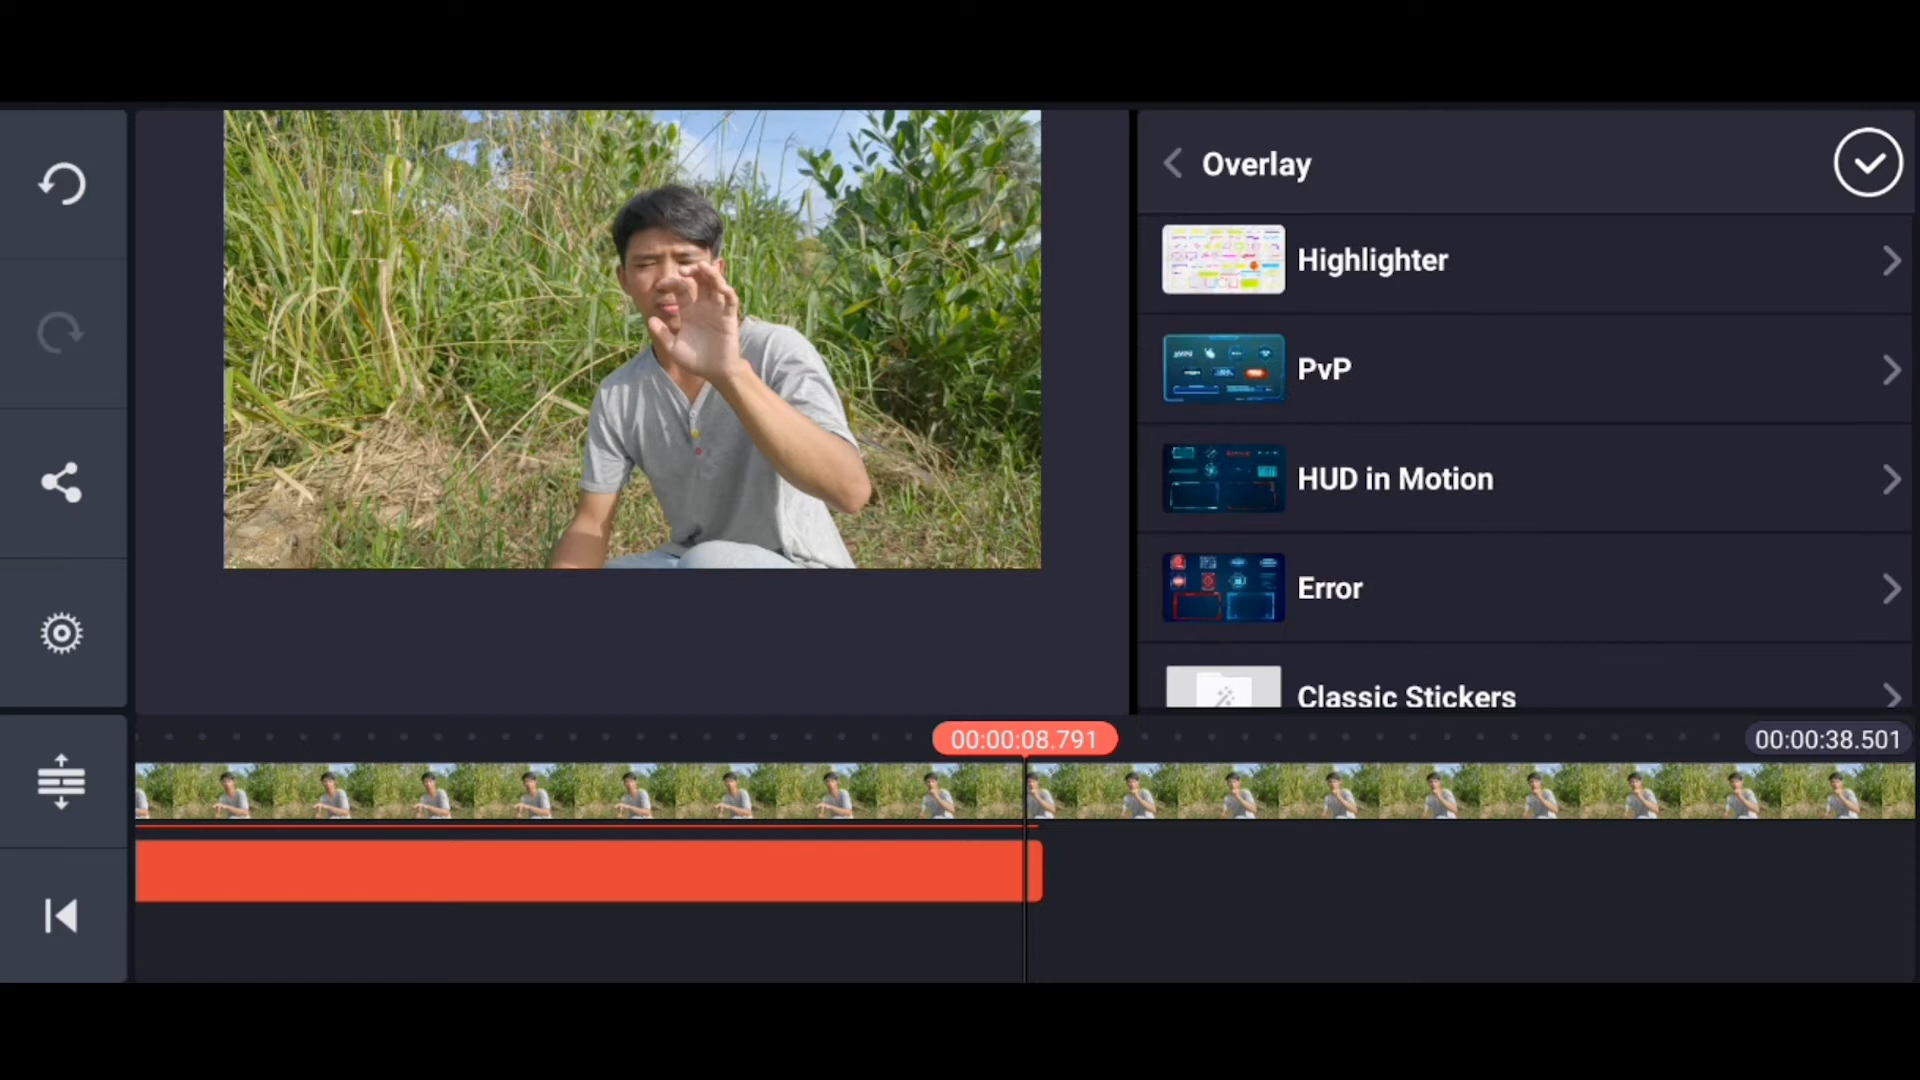 Overlay
Highlighter
PvP
HUD in Motion
Error
Classic Stickers
00:00:08.791
00:00:38.501